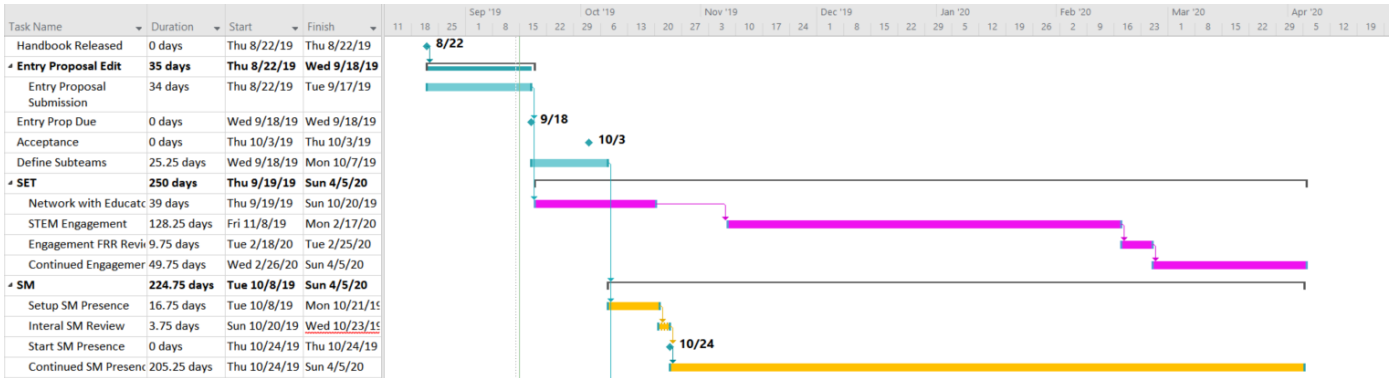 Sep '19 Oct '19 Nov '19 Dec '19 Jan '20 Feb '20 Mar '20 Apr '20
Task Name Duration Start Finish 11 18 25 1 8 15 22 29 6 13 20 27 3 10 17 24 1 8 15 22 29 5 12 19 26 2 9 16 23 1 8 15 22 29 5 12 19
Handbook Released 0 days Thu 8/22/19 Thu 8/22/19 8/22
Entry Proposal Edit 35 days Thu 8/22/19 Wed 9/18/19
Entry Proposal 34 days Thu 8/22/19 Tue 9/17/19
Submission
Entry Prop Due 0 days Wed 9/18/19 Wed 9/18/19 9/18
Acceptance 0 days Thu 10/3/19 Thu 10/3/19 10/3
Define Subteams 25.25 days Wed 9/18/19 Mon 10/7/19
SET 250 days Thu 9/19/19 Sun 4/5/20
Network with Educato 39 days Thu 9/19/19 Sun 10/20/19
STEM Engagement 128.25 days Fri 11/8/19 Mon 2/17/20
Engagement FRR Revi 9.75 days Tue 2/18/20 Tue 2/25/20
Continued Engagemen 49.75 days Wed 2/26/20 Sun 4/5/20
SM 224.75 days Tue 10/8/19 Sun 4/5/20
Setup SM Presence 16.75 days Tue 10/8/19 Mon 10/21/19
Interal SM Review 3.75 days Sun 10/20/19 Wed 10/23/19
Start SM Presence 0 days Thu 10/24/19 Thu 10/24/19 10/24
Continued SM Presenc 205.25 days Thu 10/24/19 Sun 4/5/20